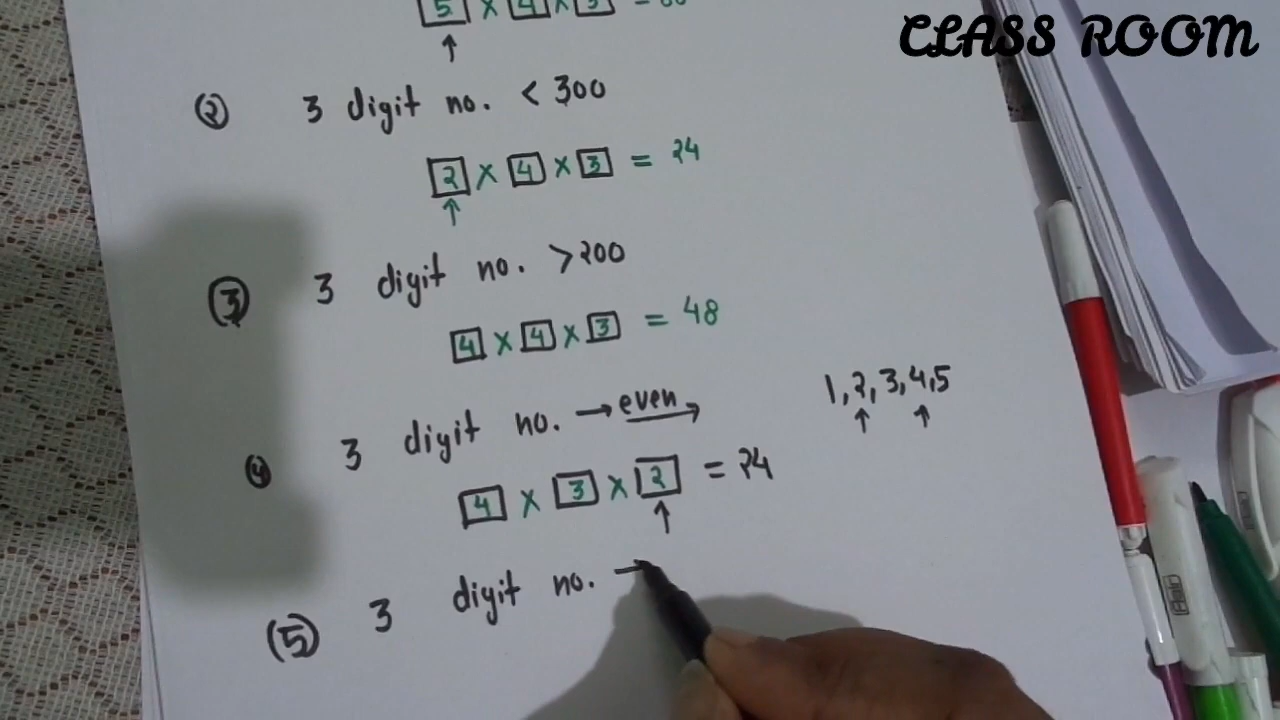 CLASS ROOM
5 × 4 × 3 = 60
↑
② 3 digit no. < 300
2 × 4 × 3 = 24
↑
③ 3 digit no. > 200
4 × 4 × 3 = 48
1, 2, 3, 4, 5
↑ ↑
④ 3 digit no. → even
4 × 3 × 2 = 24
↑
(5) 3 digit no. –